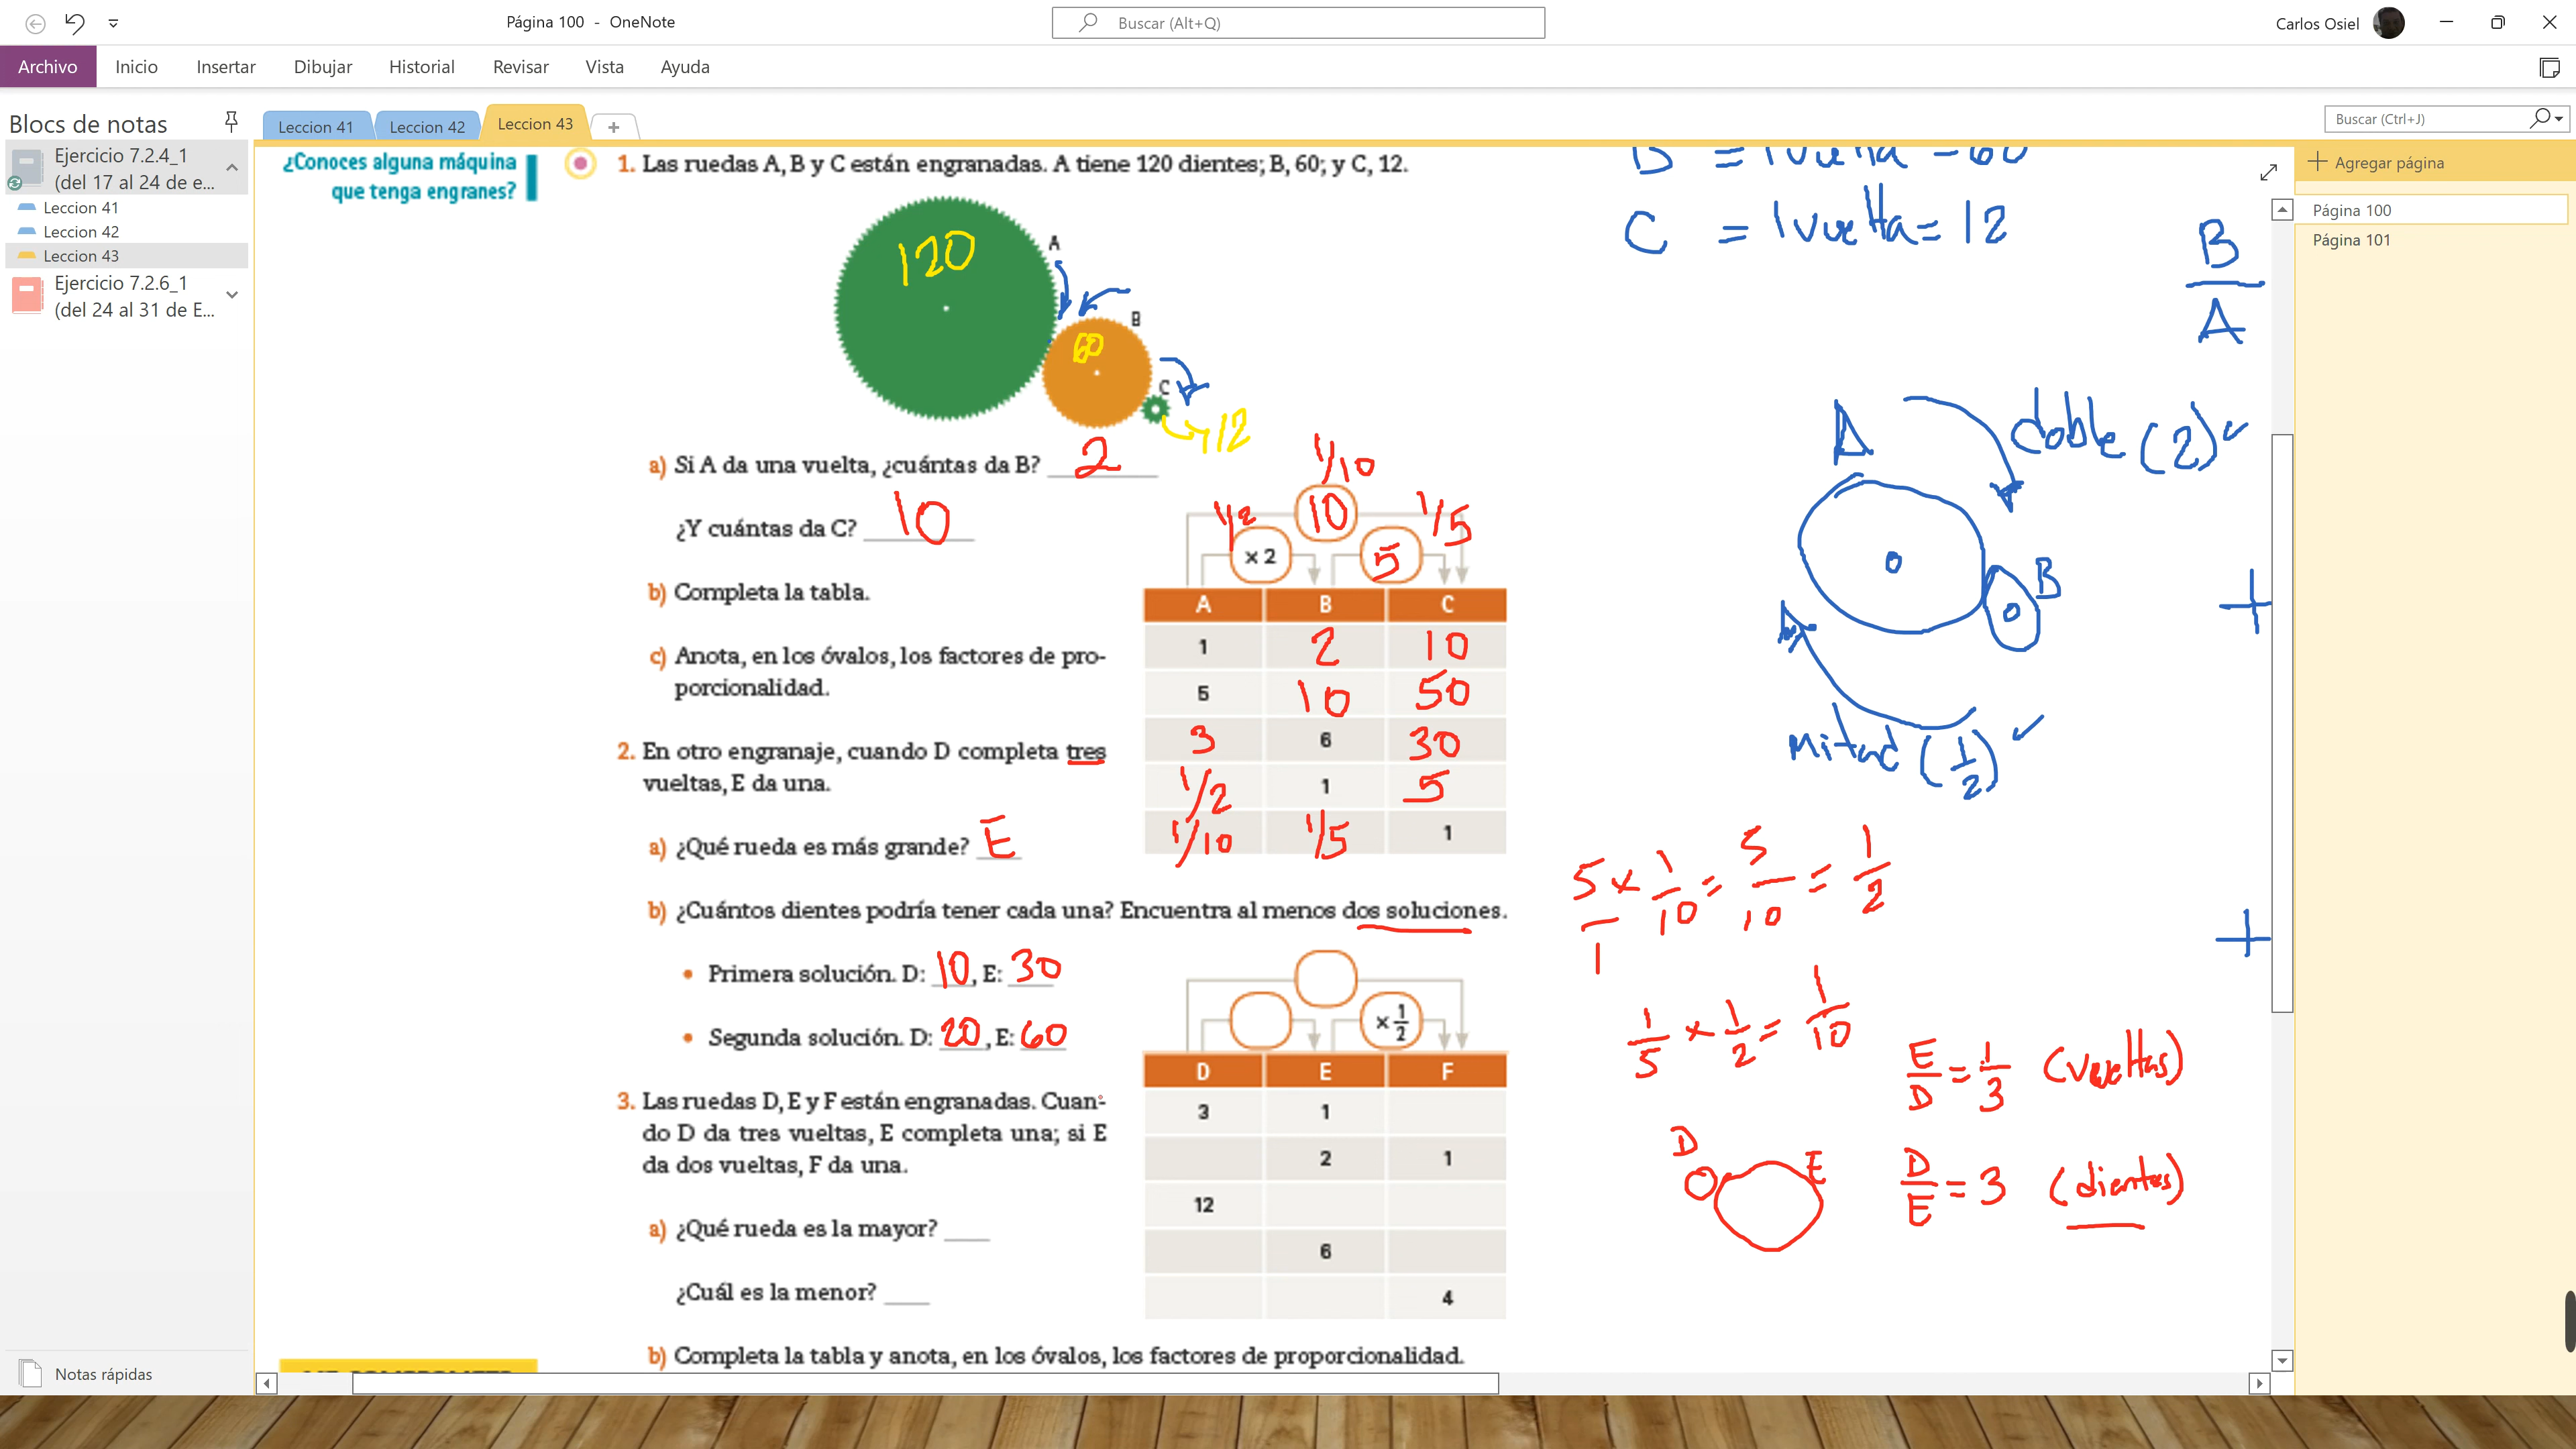 Página 100 - OneNote
Buscar (Alt+Q)
Carlos Osiel
Archivo Inicio Insertar Dibujar Historial Revisar Vista Ayuda
Blocs de notas
Leccion 41 Leccion 42 Leccion 43 +
Buscar (Ctrl+J)
Ejercicio 7.2.4_1
(del 17 al 24 de e...
Leccion 41
Leccion 42
Leccion 43
Ejercicio 7.2.6_1
(del 24 al 31 de E...
Notas rápidas
Agregar página
Página 100
Página 101
¿Conoces alguna máquina
que tenga engranes?
1. Las ruedas A, B y C están engranadas. A tiene 120 dientes; B, 60; y C, 12.
120
A
60
B
C
12
a) Si A da una vuelta, ¿cuántas da B? 2
¿Y cuántas da C? 10
b) Completa la tabla.
c) Anota, en los óvalos, los factores de pro-
porcionalidad.
1/10
1/2 10 1/5
x 2 5
A B C
1 2 10
5 10 50
3 6 30
1/2 1 5
1/10 1/5 1
2. En otro engranaje, cuando D completa tres
vueltas, E da una.
a) ¿Qué rueda es más grande? E
b) ¿Cuántos dientes podría tener cada una? Encuentra al menos dos soluciones.
• Primera solución. D: 10, E: 30
• Segunda solución. D: 20, E: 60
3. Las ruedas D, E y F están engranadas. Cuan-
do D da tres vueltas, E completa una; si E
da dos vueltas, F da una.
a) ¿Qué rueda es la mayor? ____
¿Cuál es la menor? ____
x 1/2
D E F
3 1
2 1
12
6
4
b) Completa la tabla y anota, en los óvalos, los factores de proporcionalidad.
B = 1 vuelta = 60
C = 1 vuelta = 12
B/A
A
doble (2)
B
mitad (1/2)
5/1 x 1/10 = 5/10 = 1/2
1/5 x 1/2 = 1/10
E/D = 1/3 (vueltas)
D
E
D/E = 3 (dientes)